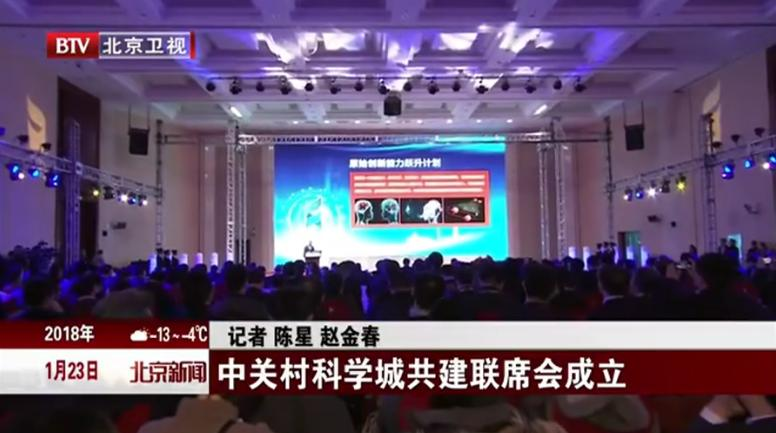 BTV 北京卫视
原始创新能力跃升计划
2018年
-13~-4℃
记者 陈星 赵金春
1月23日
北京新闻
中关村科学城共建联席会成立